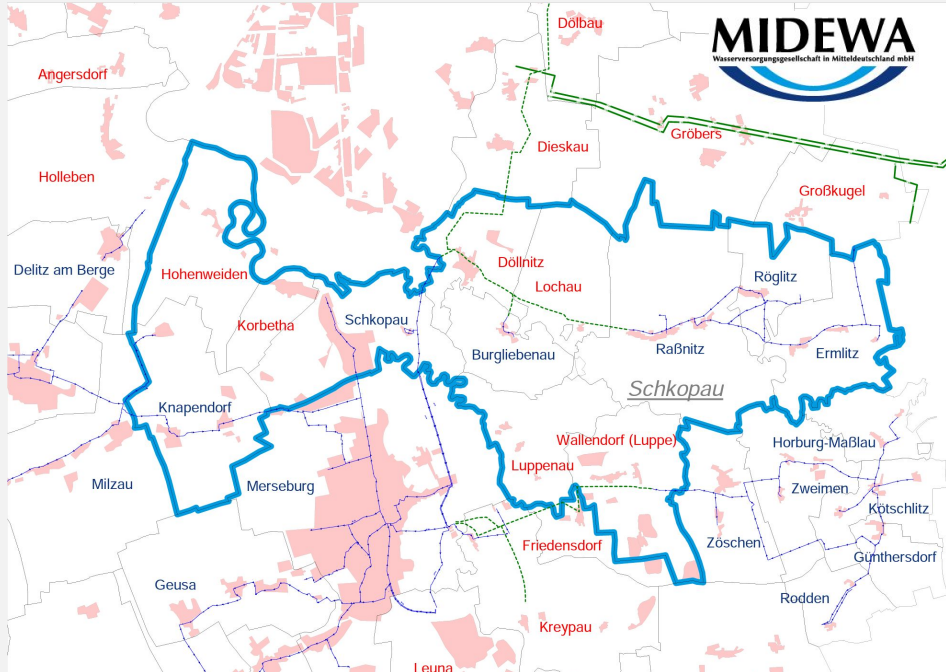 Dölbau
MIDEWA
Wasserversorgungsgesellschaft in Mitteldeutschland mbH
Angersdorf
Gröbers
Dieskau
Holleben
Großkugel
Delitz am Berge
Hohenweiden
Döllnitz
Röglitz
Lochau
Korbetha
Schkopau
Burgliebenau
Raßnitz
Ermlitz
Schkopau
Knapendorf
Wallendorf (Luppe)
Horburg-Maßlau
Luppenau
Milzau
Merseburg
Zweimen
Kötschlitz
Friedensdorf
Zöschen
Günthersdorf
Geusa
Rodden
Kreypau
Leuna